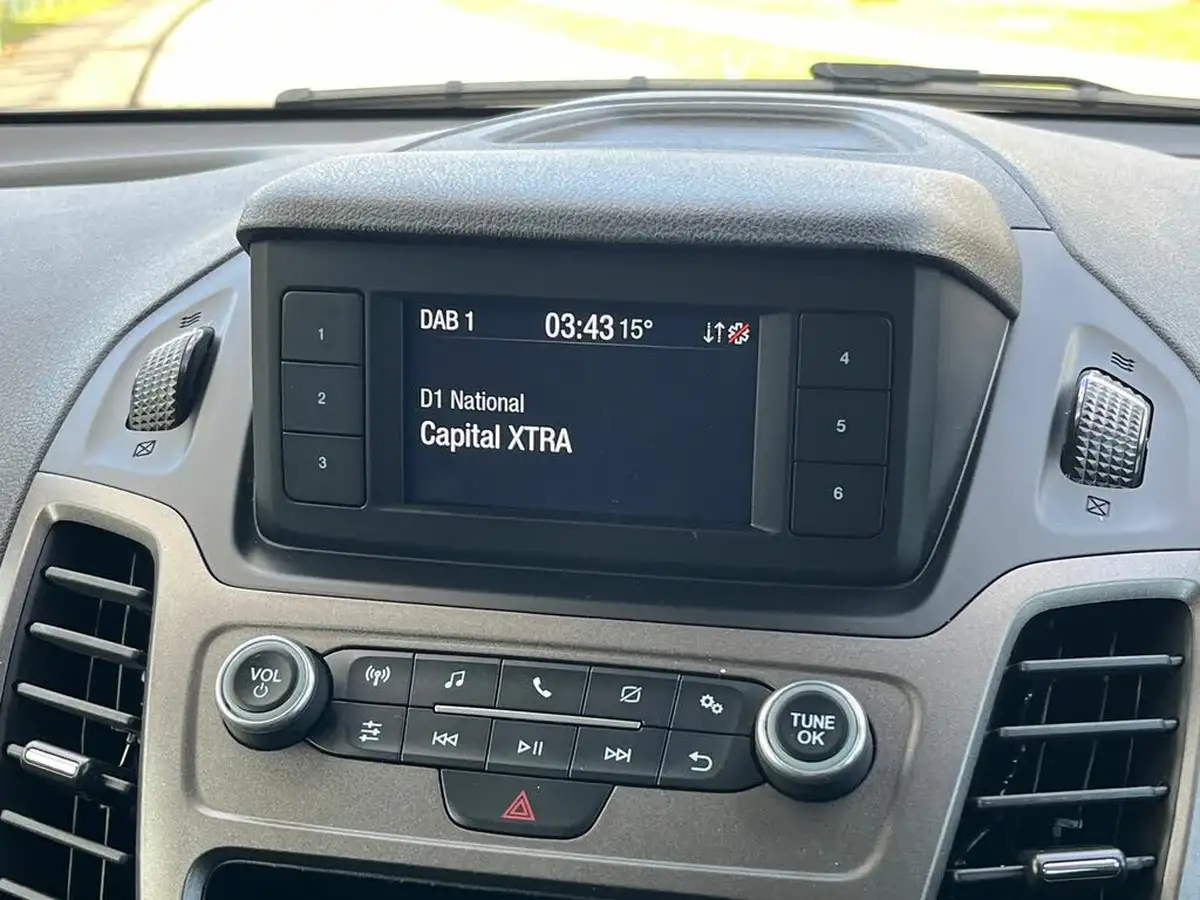 DAB 1 03:43 15°
D1 National
Capital XTRA
1
2
3
4
5
6
VOL
TUNE
OK